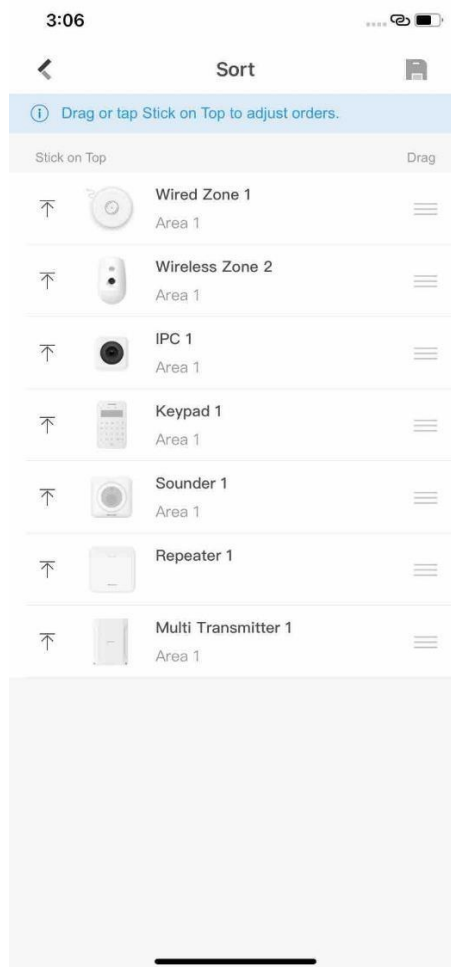 3:06
Sort
Drag or tap Stick on Top to adjust orders.
Stick on Top Drag
Wired Zone 1
Area 1
Wireless Zone 2
Area 1
IPC 1
Area 1
Keypad 1
Area 1
Sounder 1
Area 1
Repeater 1
Multi Transmitter 1
Area 1